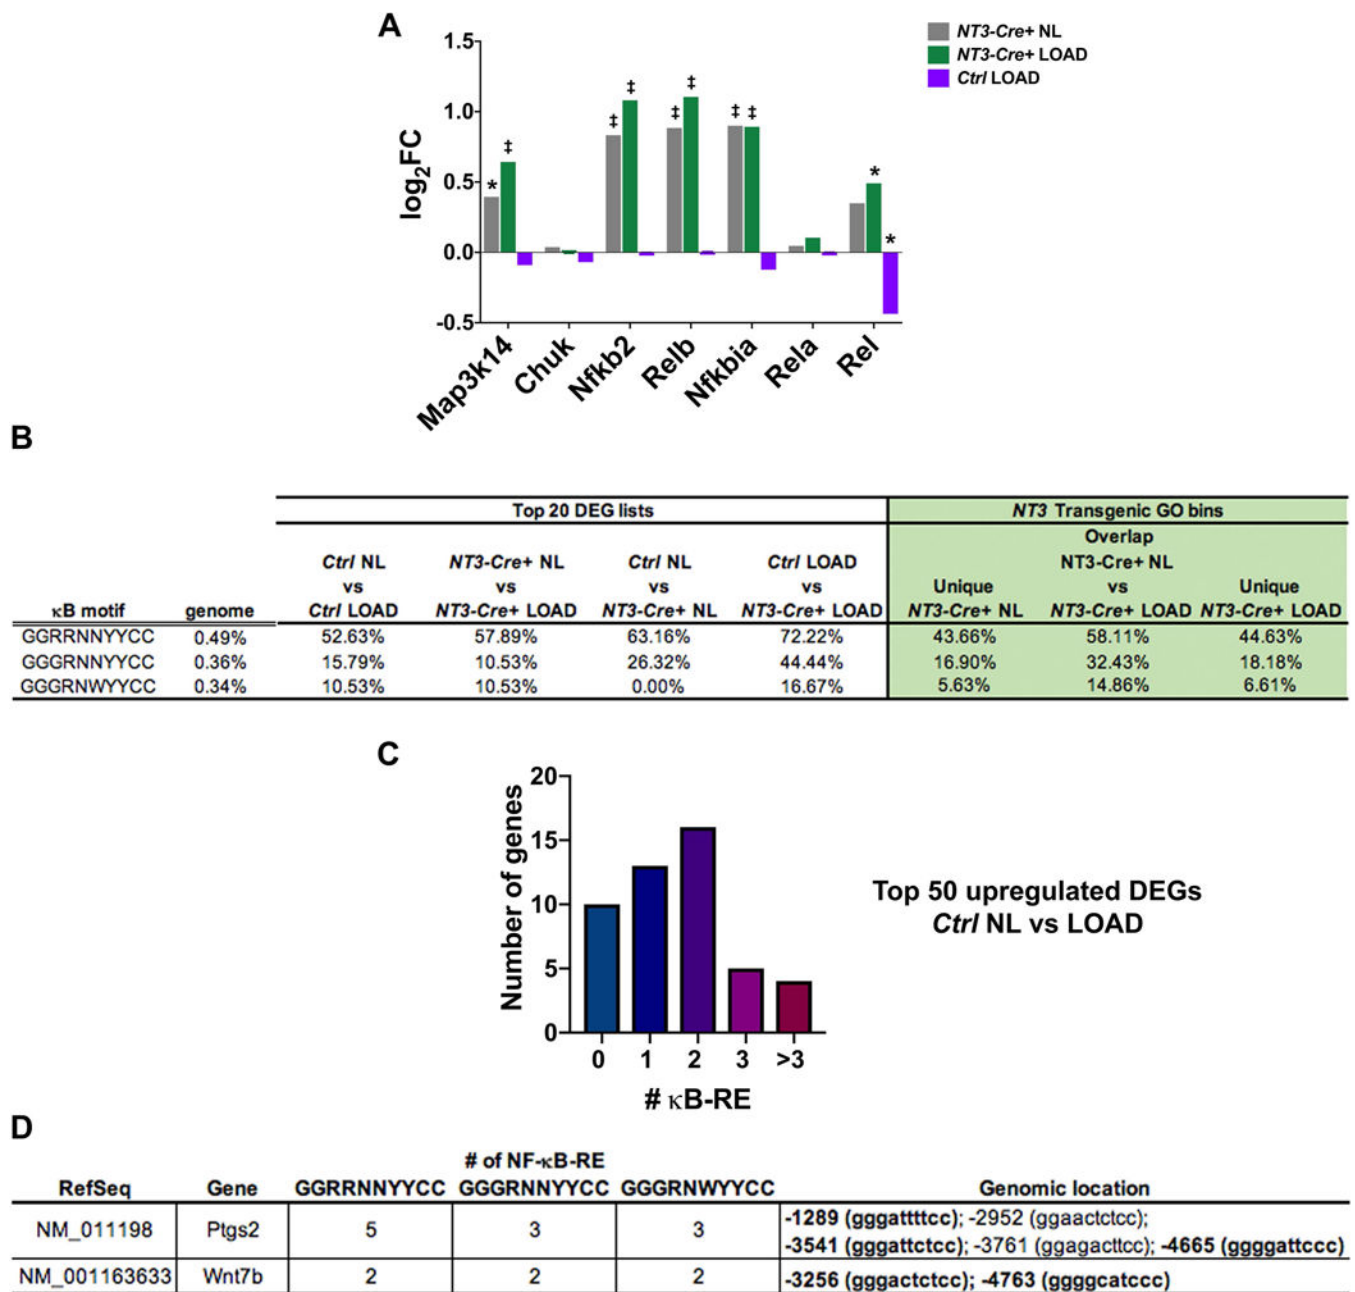 A
NT3-Cre+ NL
NT3-Cre+ LOAD
Ctrl LOAD
log2FC
1.5
1.0
0.5
0.0
-0.5
* ‡ ‡ ‡ ‡ ‡ ‡ ‡ * *
Map3k14 Chuk Nfkb2 Relb Nfkbia Rela Rel
B
Top 20 DEG lists NT3 Transgenic GO bins
Overlap
Ctrl NL NT3-Cre+ NL Ctrl NL Ctrl LOAD NT3-Cre+ NL
vs vs vs vs Unique vs Unique
κB motif genome Ctrl LOAD NT3-Cre+ LOAD NT3-Cre+ NL NT3-Cre+ LOAD NT3-Cre+ NL NT3-Cre+ LOAD NT3-Cre+ LOAD
GGRRNNYYCC 0.49% 52.63% 57.89% 63.16% 72.22% 43.66% 58.11% 44.63%
GGGRNNYYCC 0.36% 15.79% 10.53% 26.32% 44.44% 16.90% 32.43% 18.18%
GGGRNWYYCC 0.34% 10.53% 10.53% 0.00% 16.67% 5.63% 14.86% 6.61%
C
Number of genes
20
15
10
5
0
0 1 2 3 >3
# κB-RE
Top 50 upregulated DEGs
Ctrl NL vs LOAD
D
# of NF-κB-RE
RefSeq Gene GGRRNNYYCC GGGRNNYYCC GGGRNWYYCC Genomic location
NM_011198 Ptgs2 5 3 3 -1289 (gggattttcc); -2952 (ggaactctcc);
-3541 (gggattctcc); -3761 (ggagacttcc); -4665 (ggggattccc)
NM_001163633 Wnt7b 2 2 2 -3256 (gggactctcc); -4763 (ggggcatccc)